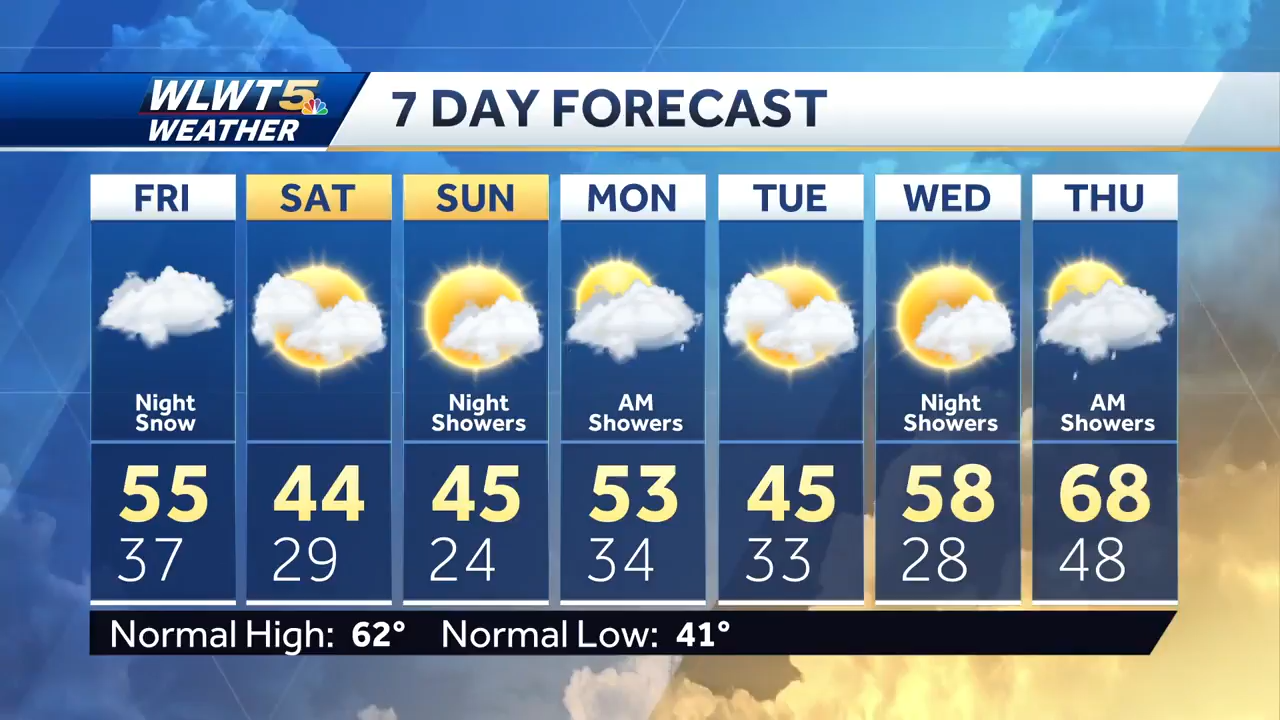 WLWT5
WEATHER
7 DAY FORECAST
FRI
Night
Snow
55
37
SAT
44
29
SUN
Night
Showers
45
24
MON
AM
Showers
53
34
TUE
45
33
WED
Night
Showers
58
28
THU
AM
Showers
68
48
Normal High: 62° Normal Low: 41°